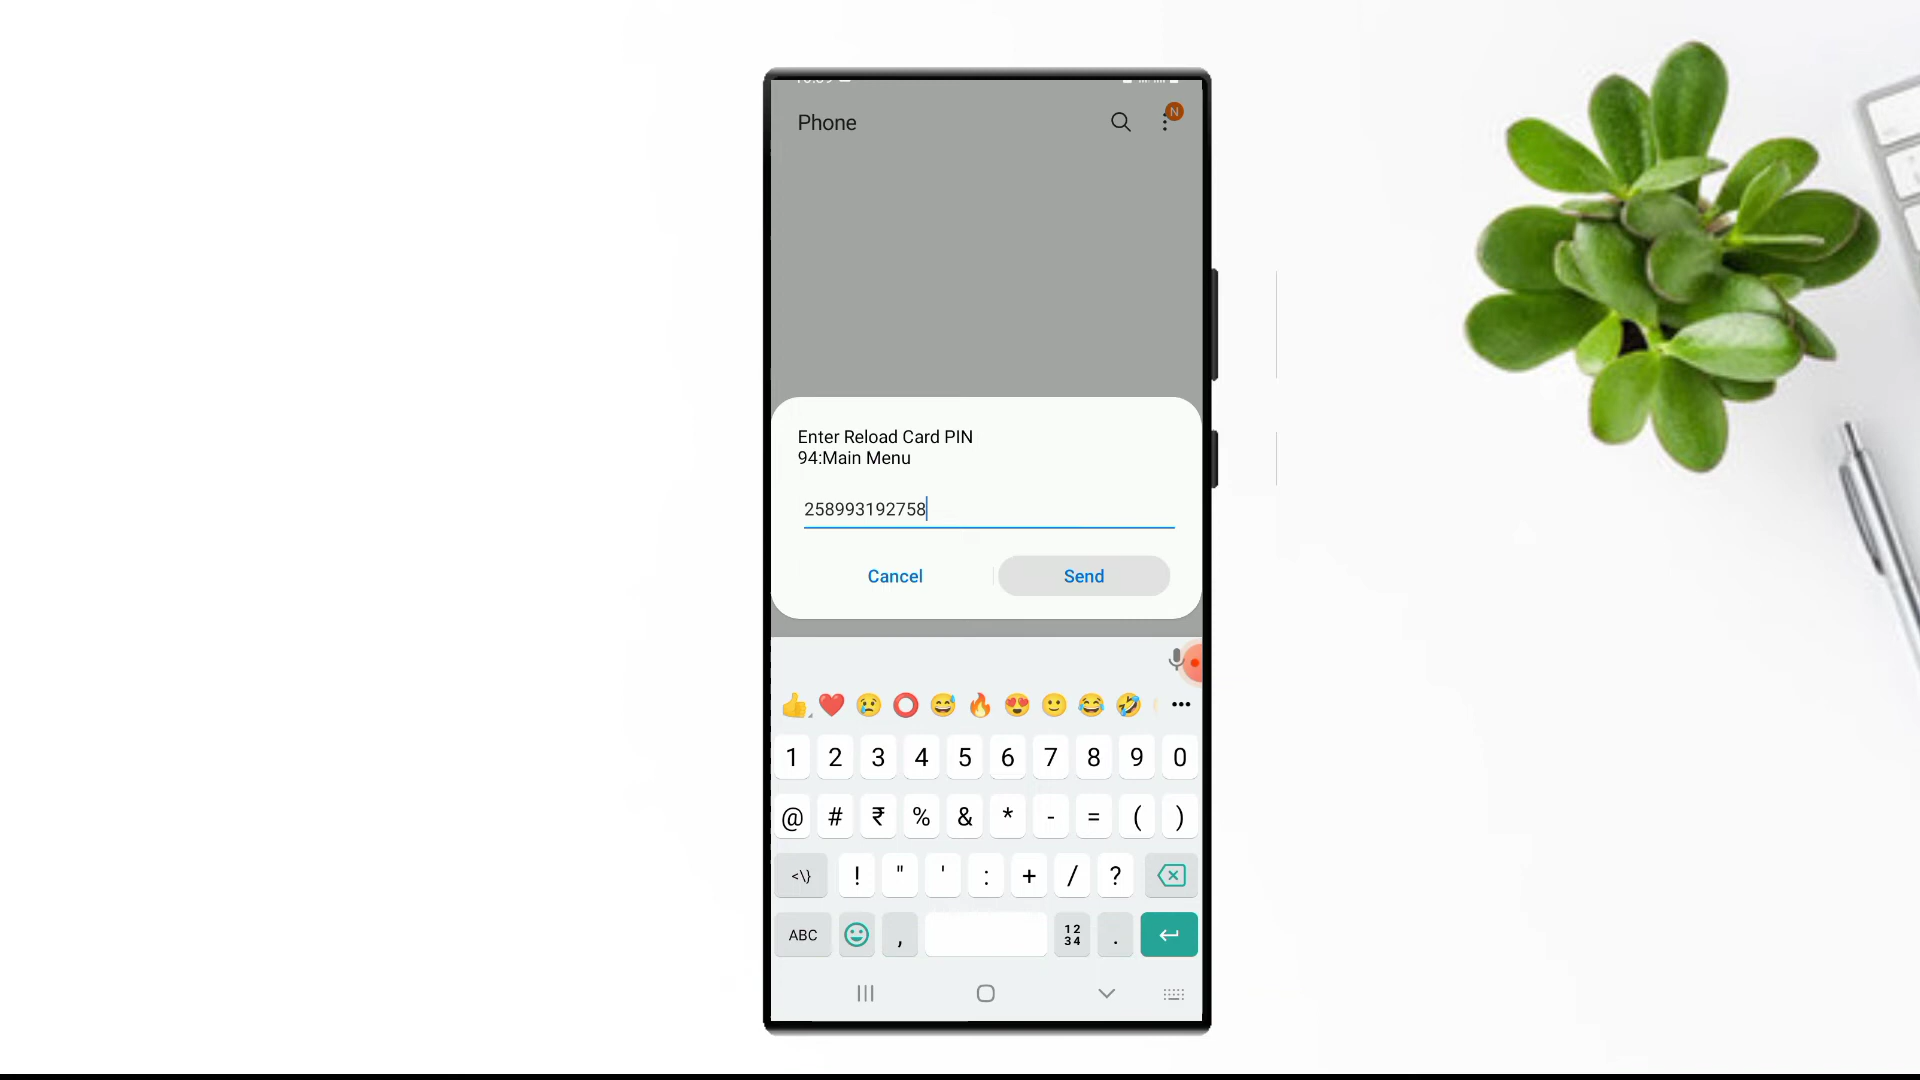 Phone
N
Enter Reload Card PIN
94:Main Menu
258993192758
Cancel
Send
1 2 3 4 5 6 7 8 9 0
@ # ₹ % & * - = ( )
<\} ! " ' : + / ?
ABC , 12 34 .